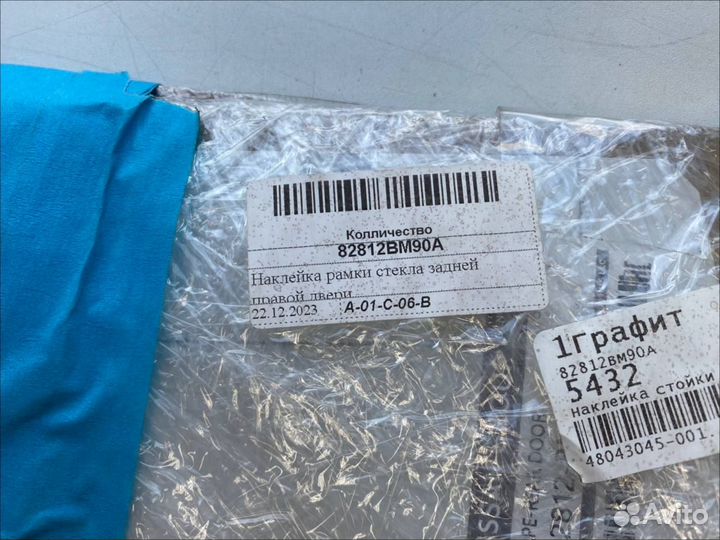 Колличество
82812BM90A
Наклейка рамки стекла задней
правой двери
22.12.2023 A-01-C-06-B
1Графит
82812вм90А
5432
наклейка стойки
48043045-001.
Avito